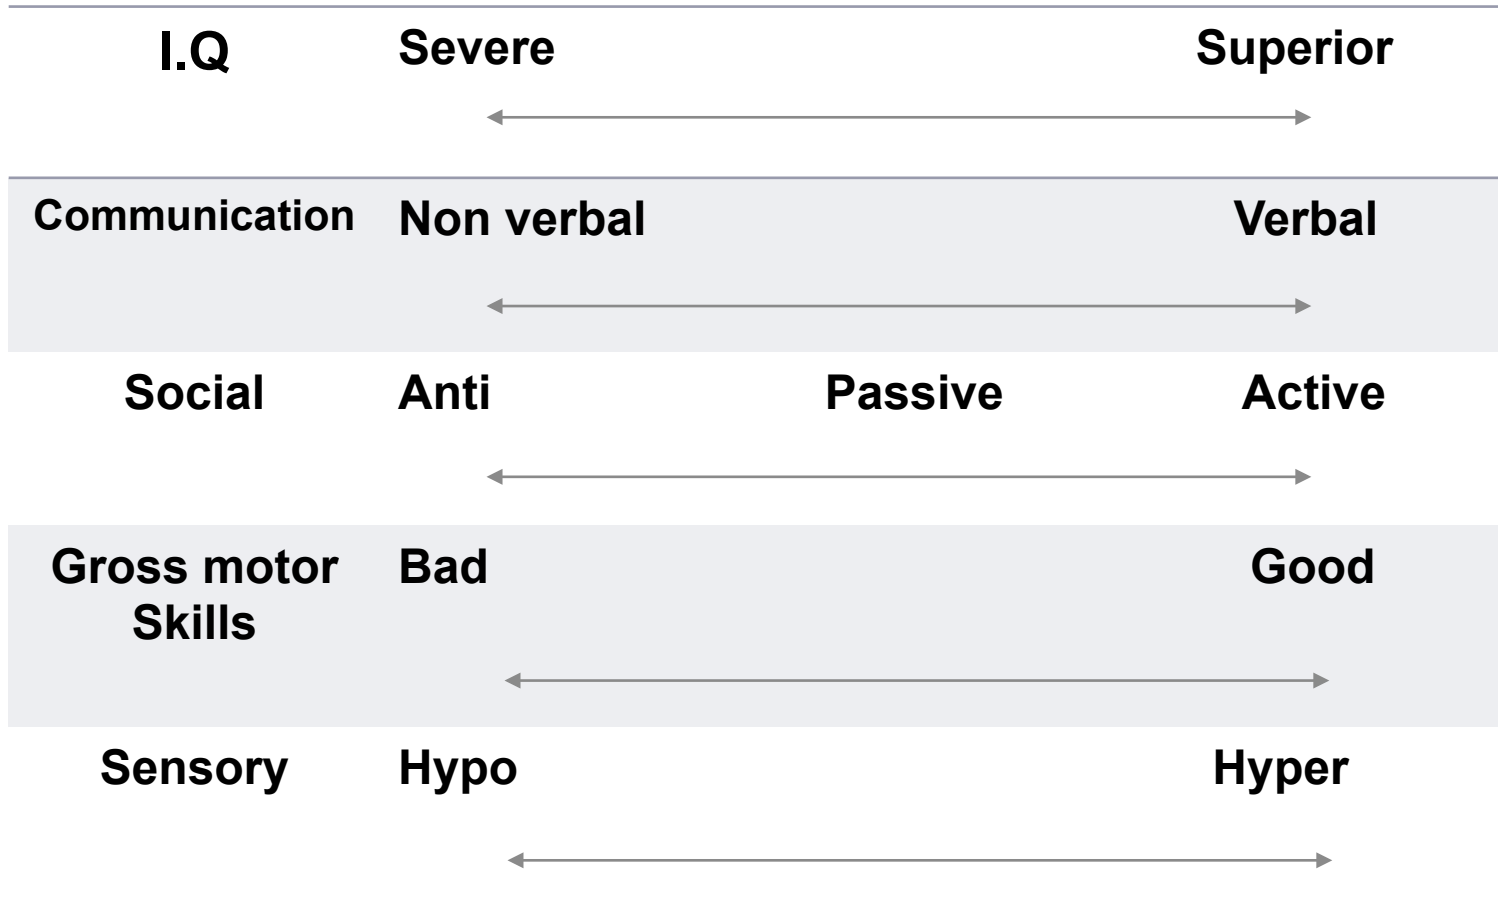 I.Q Severe Superior
Communication Non verbal Verbal
Social Anti Passive Active
Gross motor Bad Good
Skills
Sensory Hypo Hyper